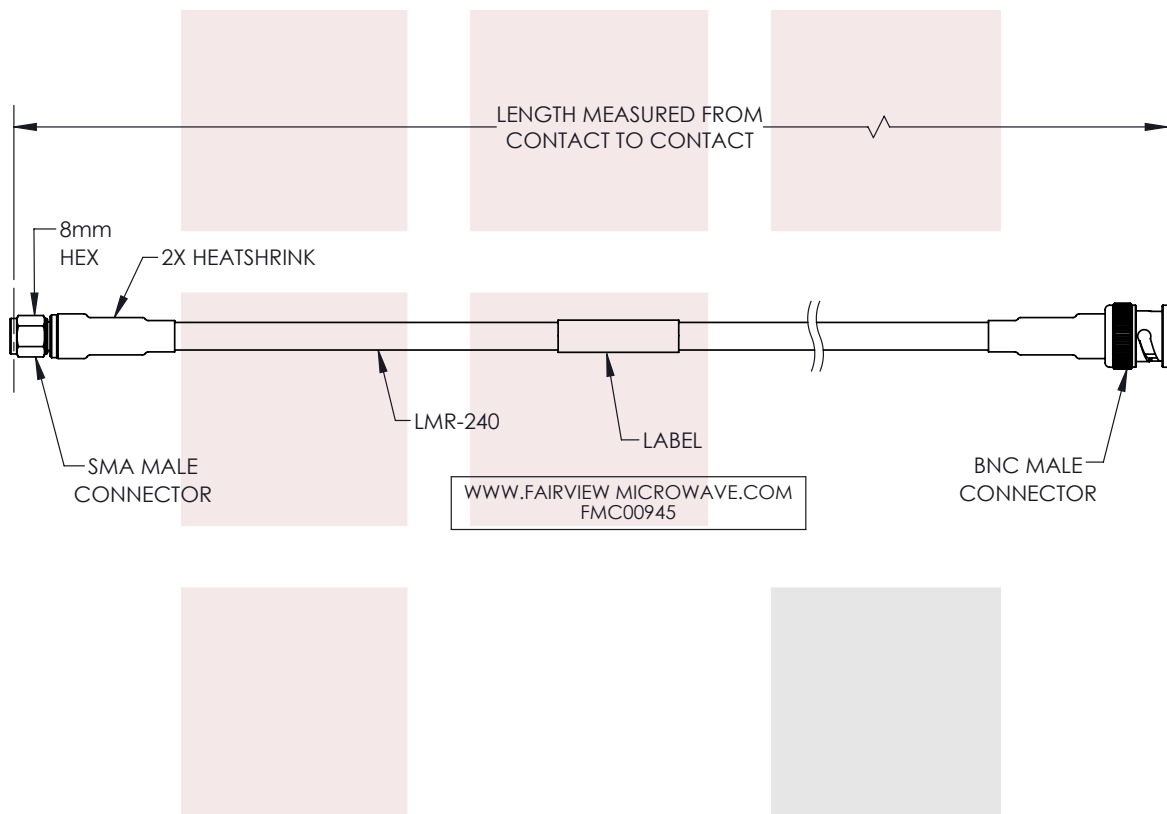 LENGTH MEASURED FROM
CONTACT TO CONTACT
8mm
HEX
2X HEATSHRINK
LMR-240
LABEL
SMA MALE
CONNECTOR
BNC MALE
CONNECTOR
WWW.FAIRVIEW MICROWAVE.COM
FMC00945